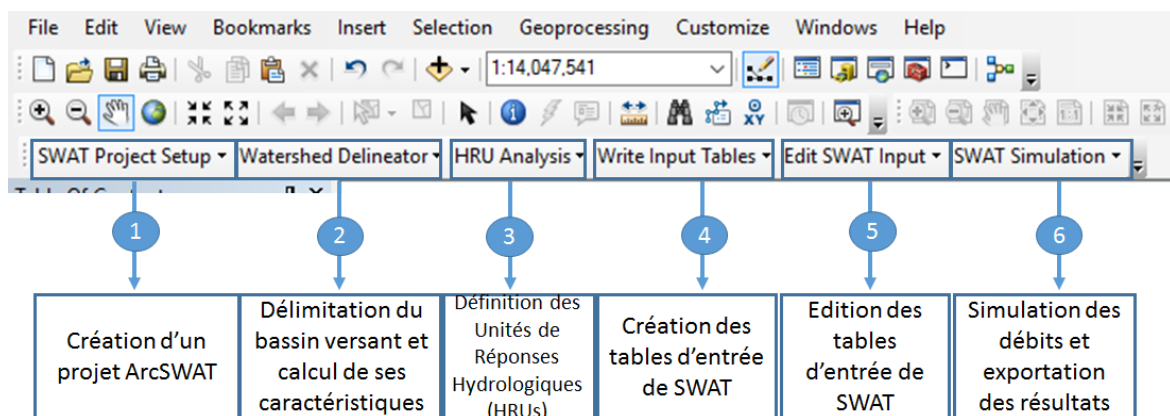 File Edit View Bookmarks Insert Selection Geoprocessing Customize Windows Help
1:14,047,541
SWAT Project Setup Watershed Delineator HRU Analysis Write Input Tables Edit SWAT Input SWAT Simulation
1 2 3 4 5 6
Création d’un
projet ArcSWAT
Délimitation du
bassin versant et
calcul de ses
caractéristiques
Définition des
Unités de
Réponses
Hydrologiques
(HRUs)
Création des
tables d’entrée
de SWAT
Edition des
tables
d’entrée de
SWAT
Simulation des
débits et
exportation
des résultats